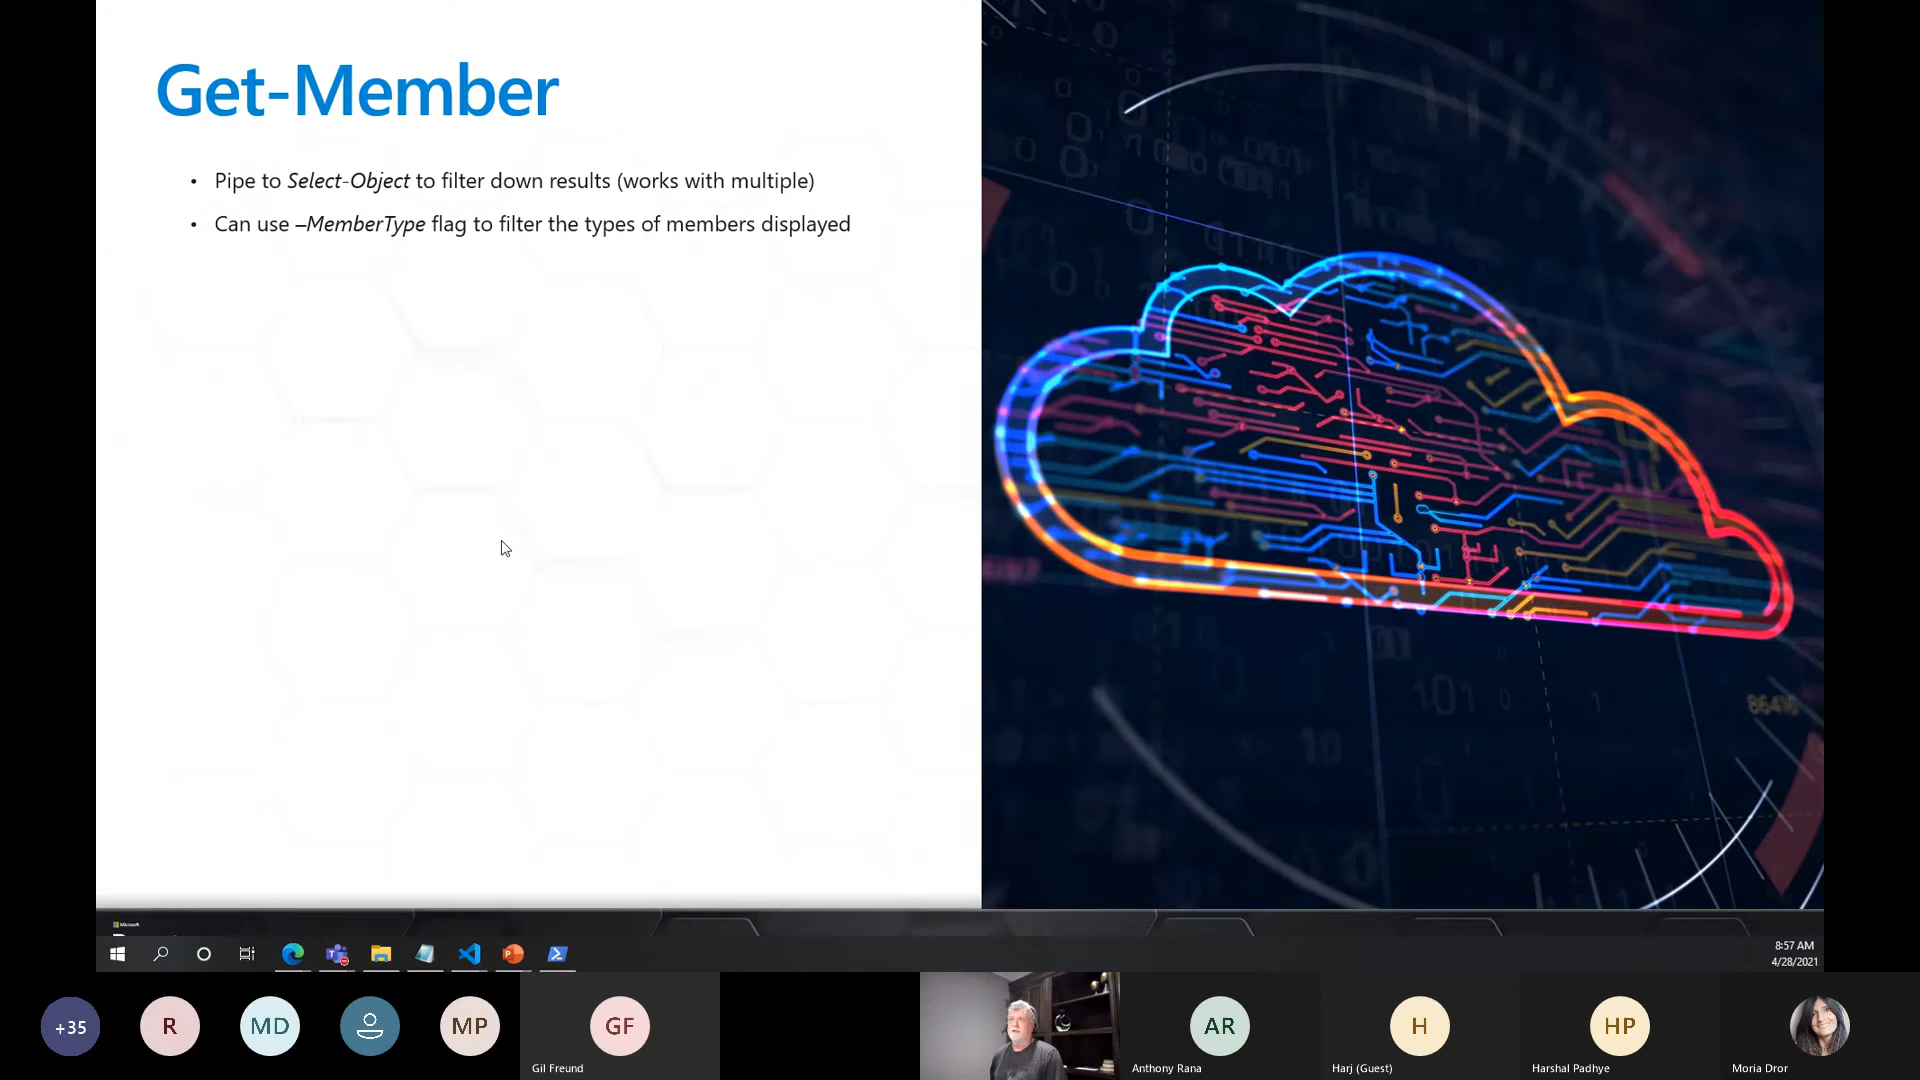 Get-Member
• Pipe to Select-Object to filter down results (works with multiple)
• Can use –MemberType flag to filter the types of members displayed
86410
Microsoft
8:57 AM
4/28/2021
+35
R
MD
MP
GF
Gil Freund
AR
Anthony Rana
H
Harj (Guest)
HP
Harshal Padhye
Moria Dror